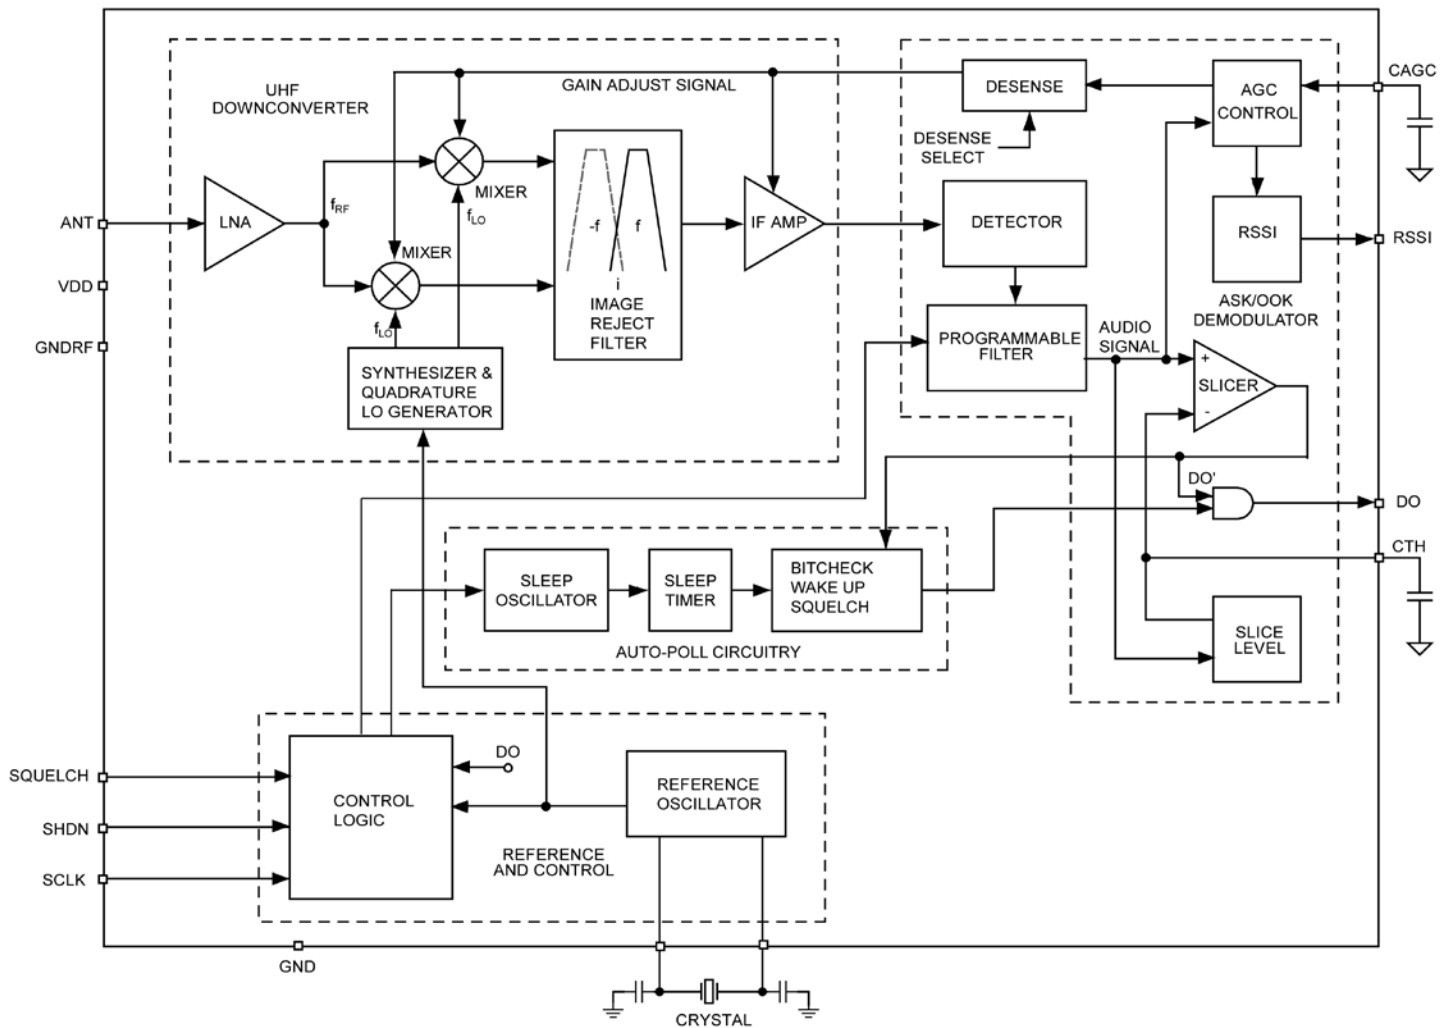 UHF
DOWNCONVERTER
GAIN ADJUST SIGNAL
DESENSE
DESENSE
SELECT
AGC
CONTROL
CAGC
ANT
LNA
fRF
MIXER
fLO
MIXER
fLO
-f
f
i
IMAGE
REJECT
FILTER
IF AMP
DETECTOR
RSSI
RSSI
ASK/OOK
DEMODULATOR
VDD
GNDRF
SYNTHESIZER &
QUADRATURE
LO GENERATOR
PROGRAMMABLE
FILTER
AUDIO
SIGNAL
+
SLICER
-
DO'
DO
CTH
SLEEP
OSCILLATOR
SLEEP
TIMER
BITCHECK
WAKE UP
SQUELCH
AUTO-POLL CIRCUITRY
SLICE
LEVEL
SQUELCH
SHDN
SCLK
CONTROL
LOGIC
DO
REFERENCE
OSCILLATOR
REFERENCE
AND CONTROL
GND
CRYSTAL